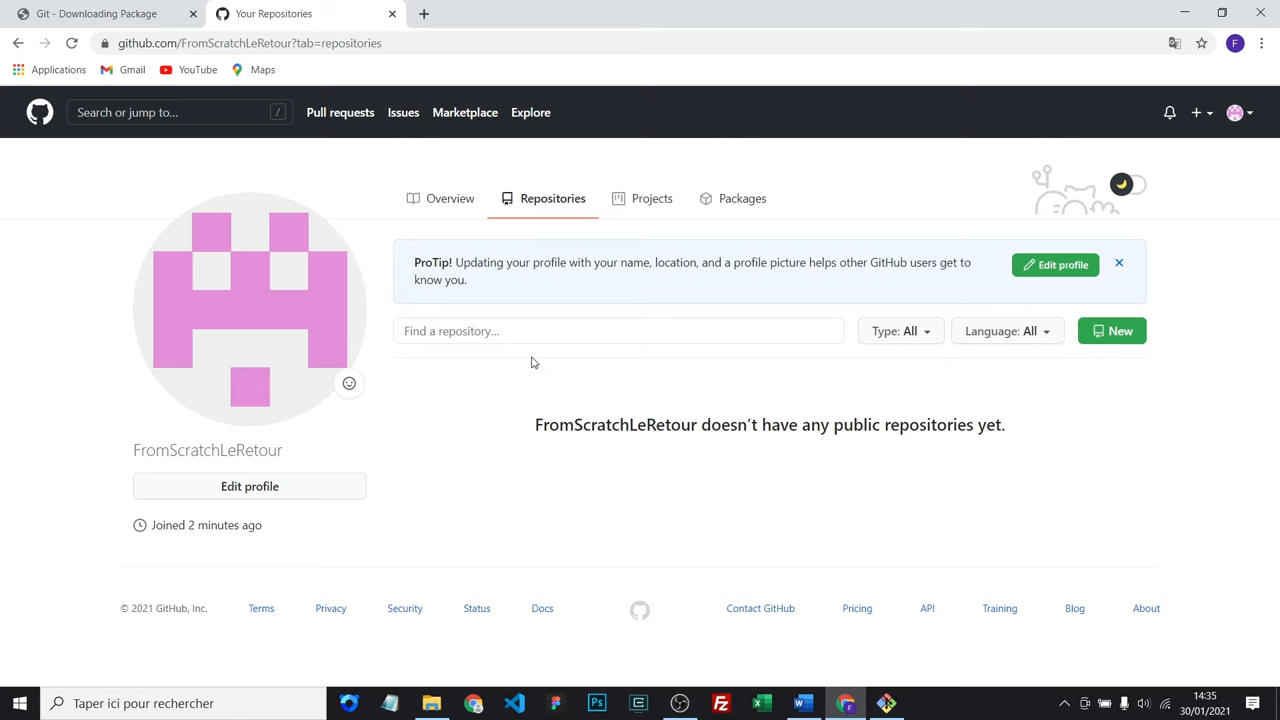 Git - Downloading Package
Your Repositories
github.com/FromScratchLeRetour?tab=repositories
F
Applications
Gmail
YouTube
Maps
Search or jump to...
/
Pull requests
Issues
Marketplace
Explore
Overview
Repositories
Projects
Packages
ProTip! Updating your profile with your name, location, and a profile picture helps other GitHub users get to
know you.
Edit profile
Find a repository...
Type: All
Language: All
New
FromScratchLeRetour doesn’t have any public repositories yet.
FromScratchLeRetour
Edit profile
Joined 2 minutes ago
© 2021 GitHub, Inc.
Terms
Privacy
Security
Status
Docs
Contact GitHub
Pricing
API
Training
Blog
About
Taper ici pour rechercher
Ps
14:35
30/01/2021